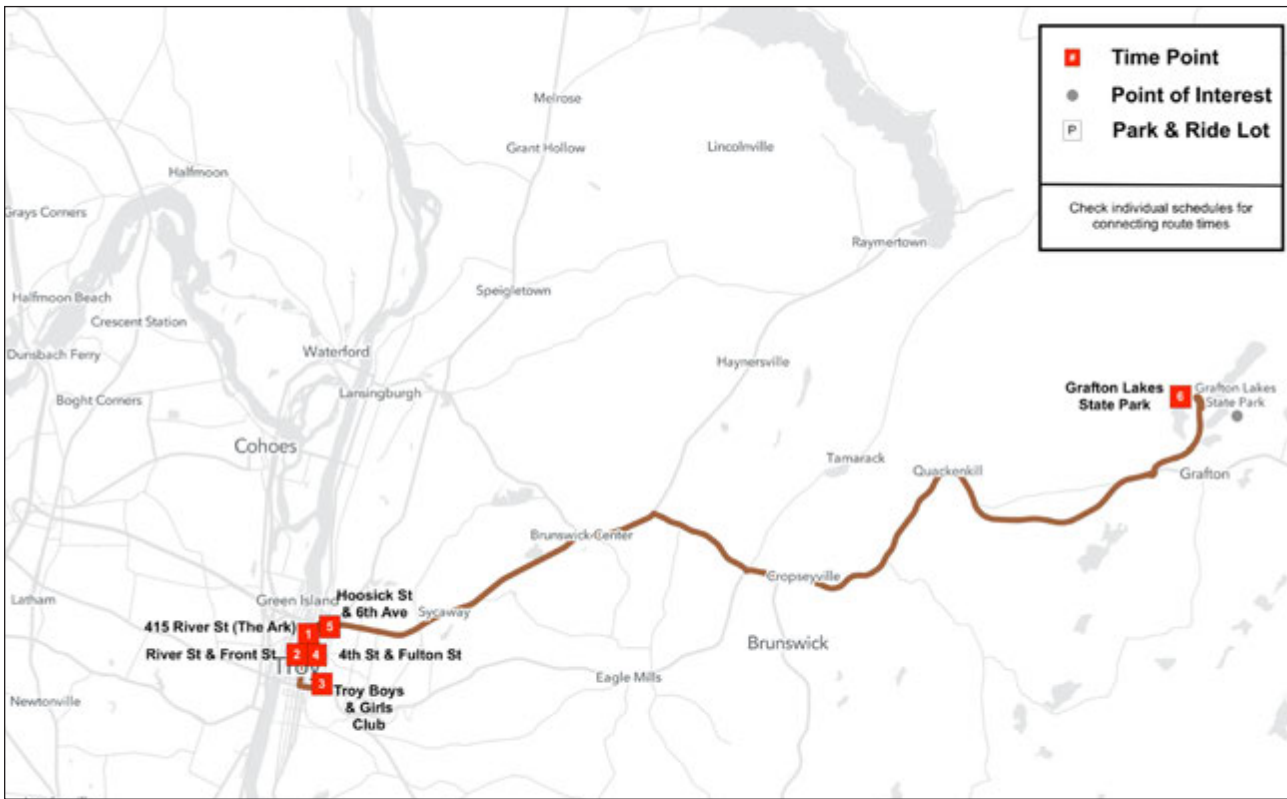 #
Time Point
Point of Interest
P
Park & Ride Lot
Check individual schedules for
connecting route times
Melrose
Grant Hollow
Lincolnville
Halfmoon
Grays Corners
Raymertown
Speigletown
Halfmoon Beach
Crescent Station
Dunsbach Ferry
Waterford
Haynersville
Lansingburgh
Boght Corners
Grafton Lakes
State Park
6
Grafton Lakes
State Park
Cohoes
Tamarack
Quackenkill
Grafton
Brunswick Center
Cropseyville
Latham
Green Island
Hoosick St
& 6th Ave
Sycaway
415 River St (The Ark)
1
5
River St & Front St
2
4
4th St & Fulton St
Troy
Brunswick
Eagle Mills
3
Troy Boys
& Girls
Club
Newtonville